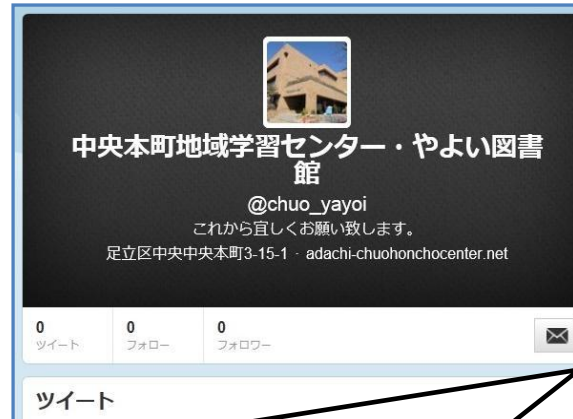 中央本町地域学習センター・やよい図書
館
@chuo_yayoi
これから宜しくお願い致します。
足立区中央中央本町3-15-1 · adachi-chuohonchocenter.net
0
ツイート
0
フォロー
0
フォロワー
ツイート